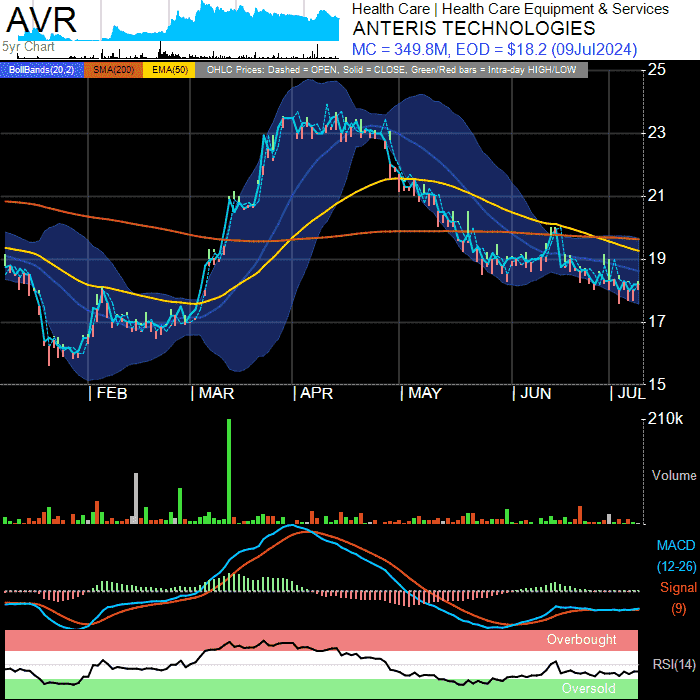 AVR
5yr Chart
Health Care | Health Care Equipment & Services
ANTERIS TECHNOLOGIES
MC = 349.8M, EOD = $18.2 (09Jul2024)
BollBands(20,2) SMA(200) EMA(50) OHLC Prices: Dashed = OPEN, Solid = CLOSE, Green/Red bars = Intra-day HIGH/LOW
25
23
21
19
17
15
| FEB | MAR | APR | MAY | JUN | JUL
210k
Volume
MACD
(12-26)
Signal
(9)
Overbought
RSI(14)
Oversold